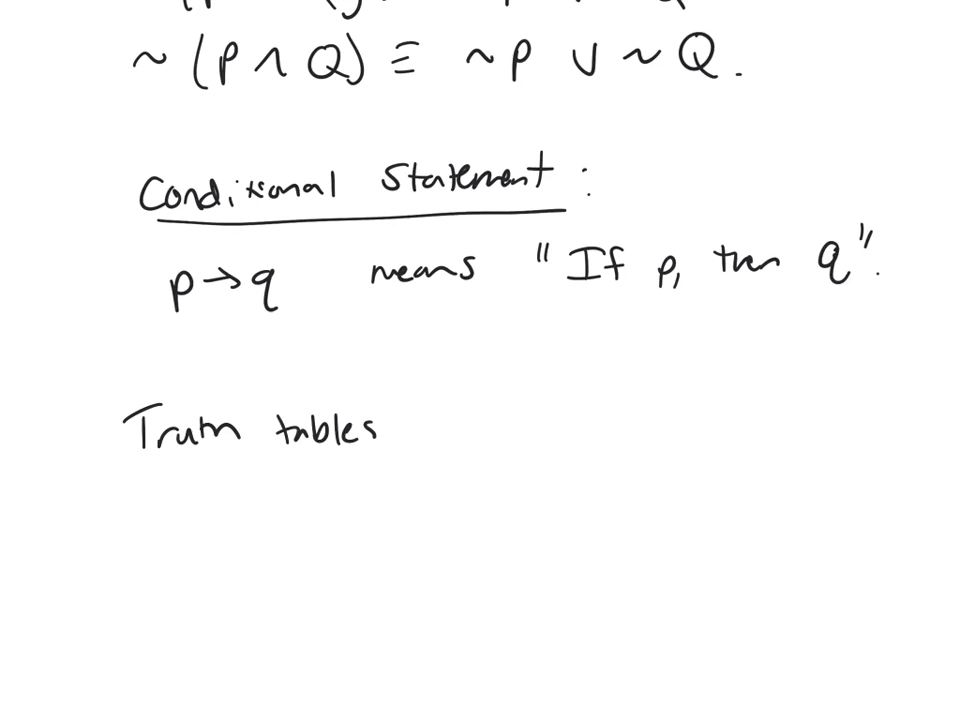 ~ (P ∧ Q) ≡ ~P ∨ ~Q.
Conditional Statement :
p → q means "If p, then q".
Truth tables